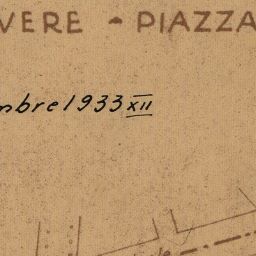 VERE - PIAZZA
mbre 1933 XII